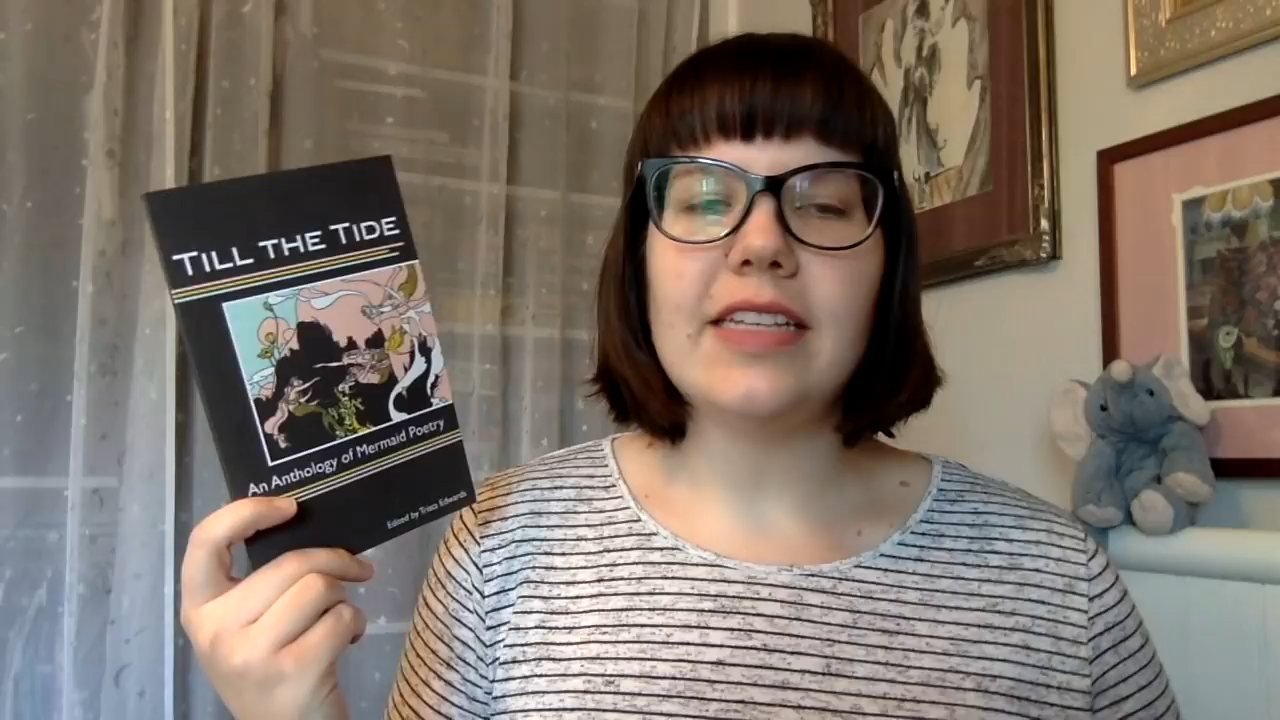 TILL THE TIDE
An Anthology of Mermaid Poetry
Edited by Trista Edwards